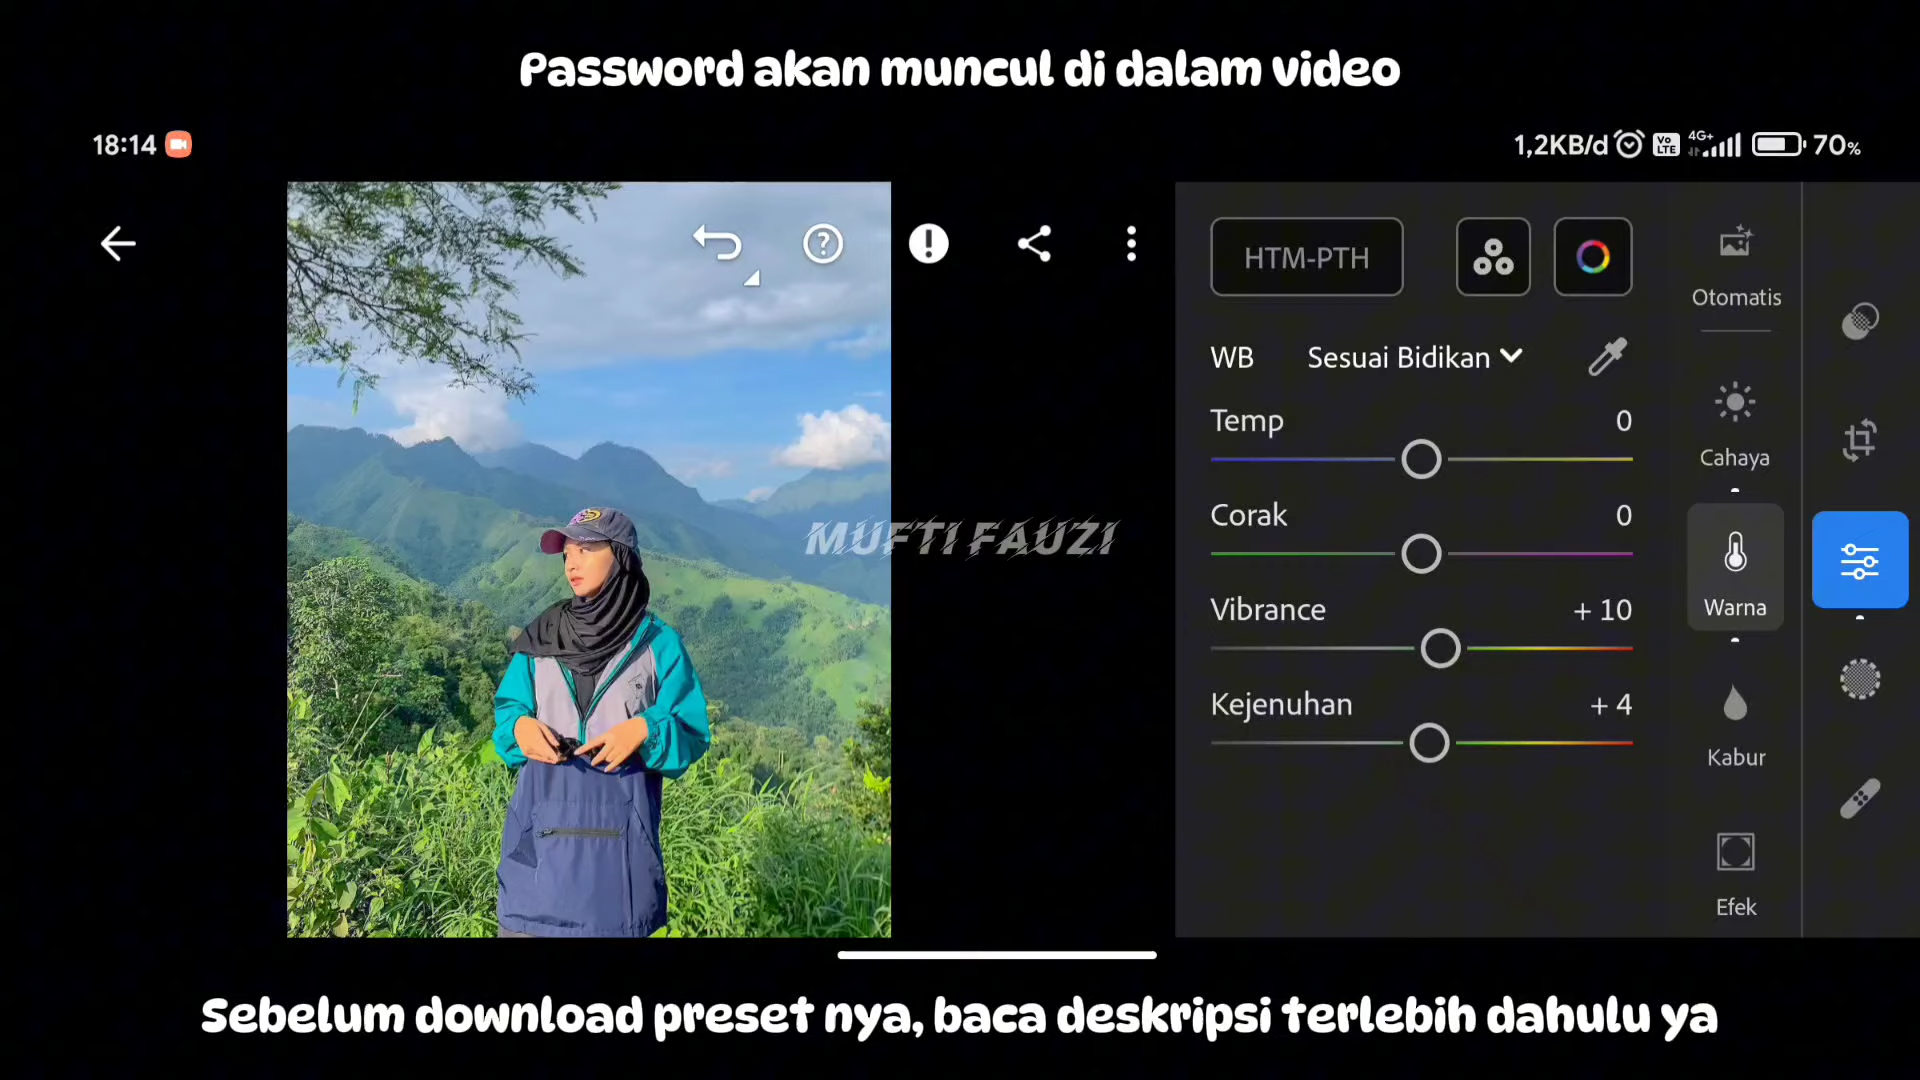 Password akan muncul di dalam video
18:14
1,2KB/d Vo LTE 4G+ 70%
HTM-PTH
Otomatis
WB Sesuai Bidikan
Temp 0
Cahaya
Corak 0
MUFTI FAUZI
Vibrance + 10
Warna
Kejenuhan + 4
Kabur
Efek
Sebelum download preset nya, baca deskripsi terlebih dahulu ya